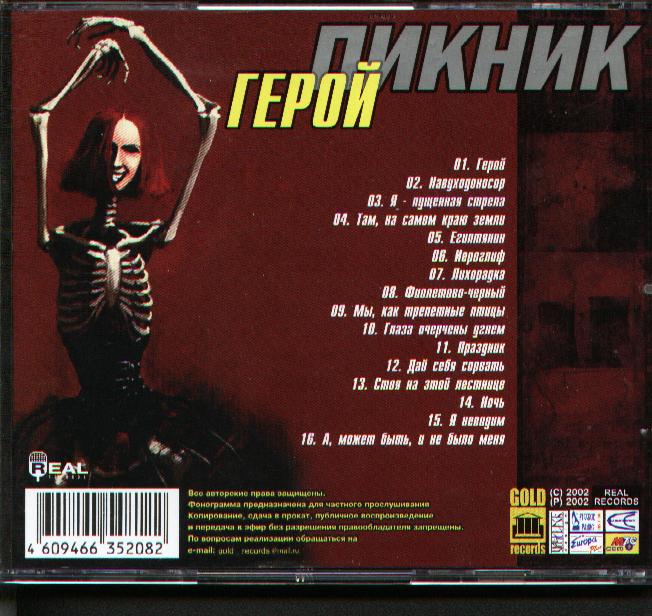 ПИКНИК
ГЕРОЙ
01. Герой
02. Навуходоносор
03. Я - пущенная стрела
04. Там, на самом краю земли
05. Египтянин
06. Иероглиф
07. Лихорадка
08. Фиолетово-черный
09. Мы, как трепетные птицы
10. Глаза очерчены углем
11. Праздник
12. Дай себя сорвать
13. Стоя на этой лестнице
14. Ночь
15. Я невидим
16. А, может быть, и не было меня
REAL
Все авторские права защищены.
Фонограмма предназначена для частного прослушивания
Копирование, сдача в прокат, публичное воспроизведение
и передача в эфир без разрешения правообладателя запрещены.
По вопросам реализации обращаться на
e-mail: gold_records@mail.ru
4 609466 352082
GOLD
records
(C) 2002 REAL
(P) 2002 RECORDS
Europa